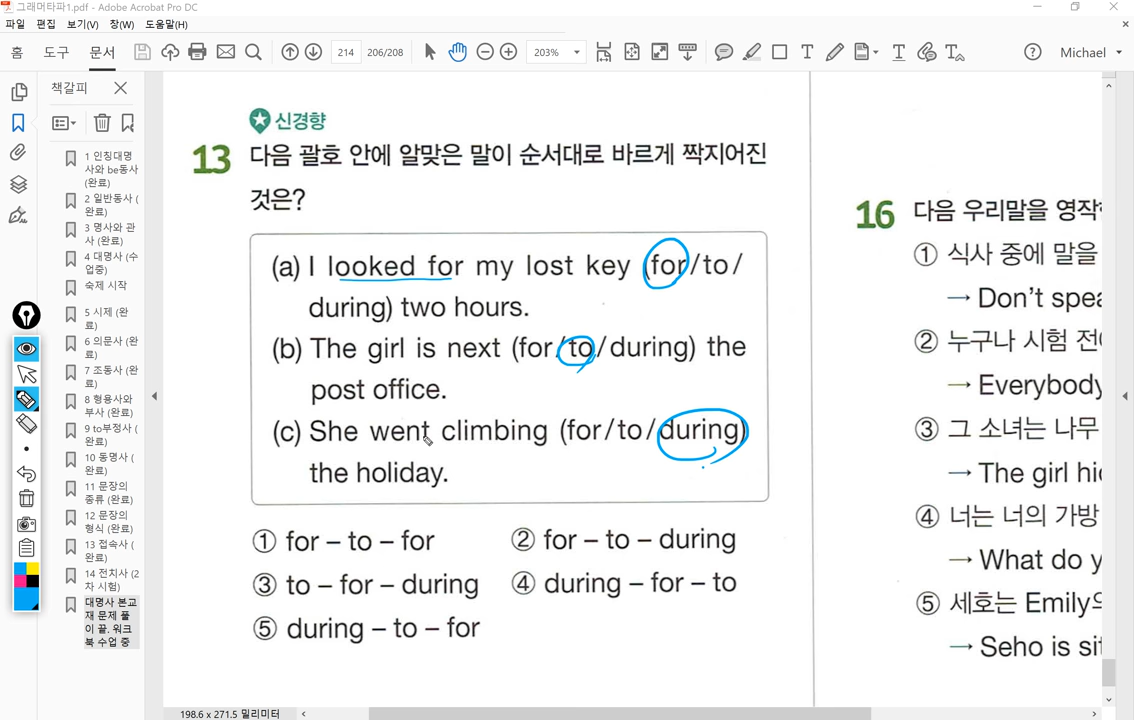 그래머타파1.pdf - Adobe Acrobat Pro DC
파일 편집 보기(V) 창(W) 도움말(H)
홈 도구 문서 214 206/208 203% Michael
책갈피
1 인칭대명
사와 be동사
(완료)
2 일반동사 (
완료)
3 명사와 관
사 (완료)
4 대명사 (수
업중)
숙제 시작
5 시제 (완
료)
6 의문사 (완
료)
7 조동사 (완
료)
8 형용사와
부사 (완료)
9 to부정사 (
완료)
10 동명사 (
완료)
11 문장의
종류 (완료)
12 문장의
형식 (완료)
13 접속사 (
완료)
14 전치사 (2
차 시험)
대명사 본교
재 문제 풀
이 끝. 워크
북 수업 중
신경향
13 다음 괄호 안에 알맞은 말이 순서대로 바르게 짝지어진
것은?
(a) I looked for my lost key (for/to/
during) two hours.
(b) The girl is next (for/to/during) the
post office.
(c) She went climbing (for/to/during)
the holiday.
① for – to – for ② for – to – during
③ to – for – during ④ during – for – to
⑤ during – to – for
16 다음 우리말을 영작
① 식사 중에 말을
→ Don't spea
② 누구나 시험 전
→ Everybody
③ 그 소녀는 나무
→ The girl hi
④ 너는 너의 가방
→ What do y
⑤ 세호는 Emily의
→ Seho is sit
198.6 x 271.5 밀리미터